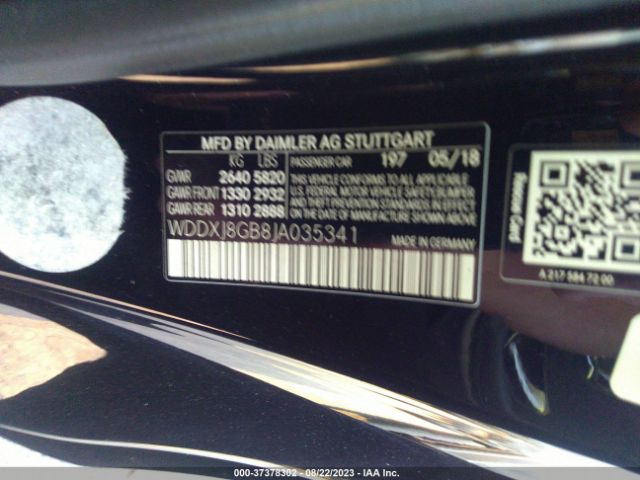 MFD BY DAIMLER AG STUTTGART
KG LBS PASSENGER CAR 197 05/18
GVWR 2640 5820
GAWR FRONT 1330 2932
GAWR REAR 1310 2888
THIS VEHICLE CONFORMS TO ALL APPLICABLE
U.S. FEDERAL MOTOR VEHICLE SAFETY, BUMPER
AND THEFT PREVENTION STANDARDS IN EFFECT
ON THE DATE OF MANUFACTURE SHOWN ABOVE.
WDDXJ8GB8JA035341 MADE IN GERMANY
Rescue Card
A 217 584 72 00
000-37378302 - 08/22/2023 - IAA Inc.